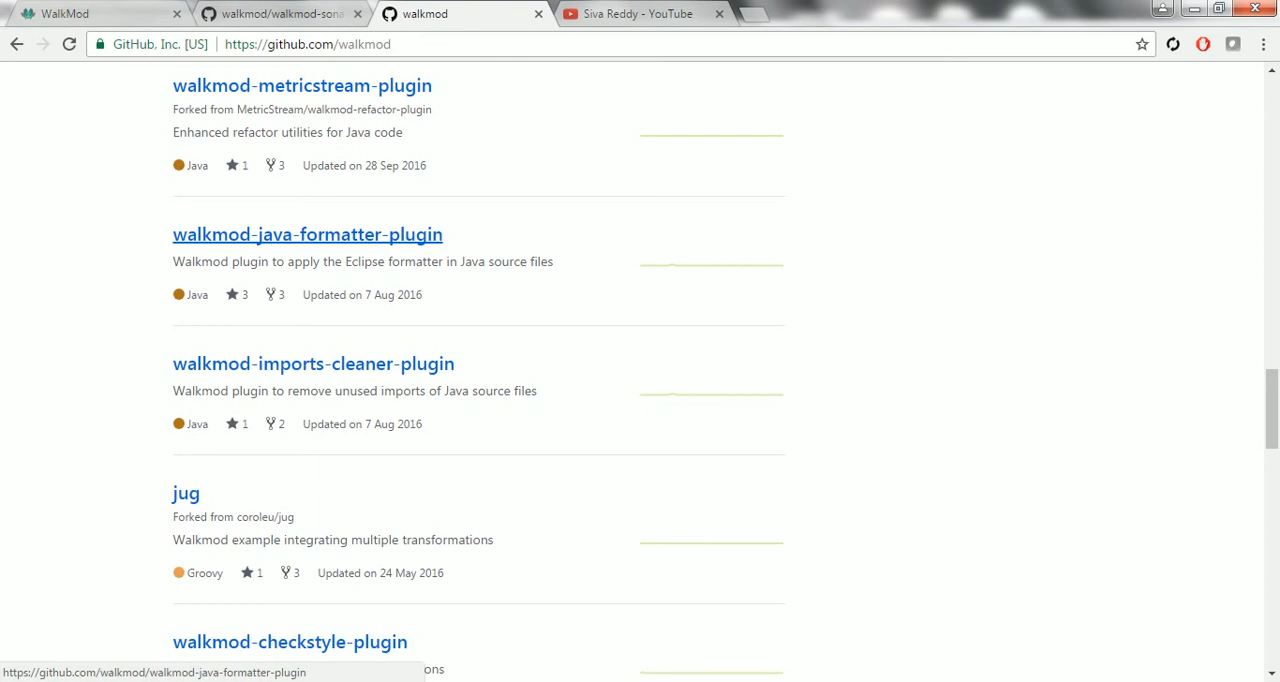 WalkMod
walkmod/walkmod-sona
walkmod
Siva Reddy - YouTube
GitHub, Inc. [US]
https://github.com/walkmod
walkmod-metricstream-plugin
Forked from MetricStream/walkmod-refactor-plugin
Enhanced refactor utilities for Java code
Java 1 3 Updated on 28 Sep 2016
walkmod-java-formatter-plugin
Walkmod plugin to apply the Eclipse formatter in Java source files
Java 3 3 Updated on 7 Aug 2016
walkmod-imports-cleaner-plugin
Walkmod plugin to remove unused imports of Java source files
Java 1 2 Updated on 7 Aug 2016
jug
Forked from coroleu/jug
Walkmod example integrating multiple transformations
Groovy 1 3 Updated on 24 May 2016
walkmod-checkstyle-plugin
ons
https://github.com/walkmod/walkmod-java-formatter-plugin